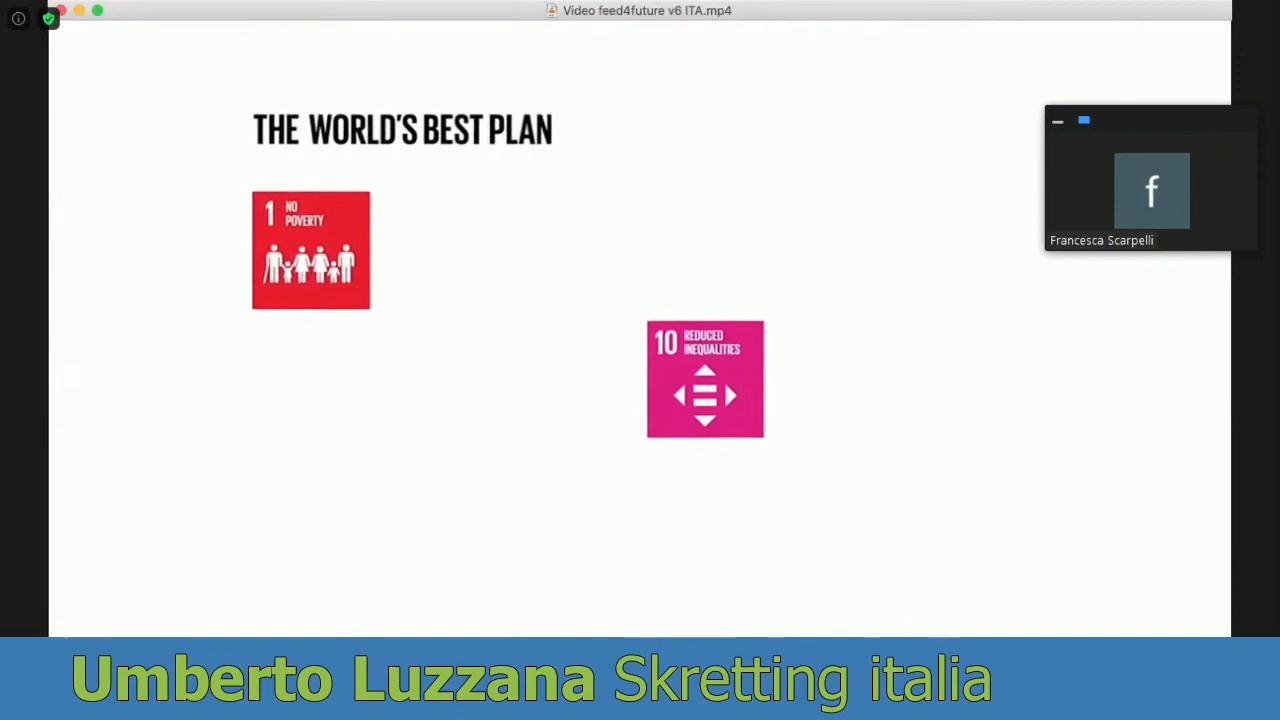 Video feed4future v6 ITA.mp4
THE WORLD'S BEST PLAN
1 NO
POVERTY
f
Francesca Scarpelli
10 REDUCED
INEQUALITIES
Umberto Luzzana Skretting italia